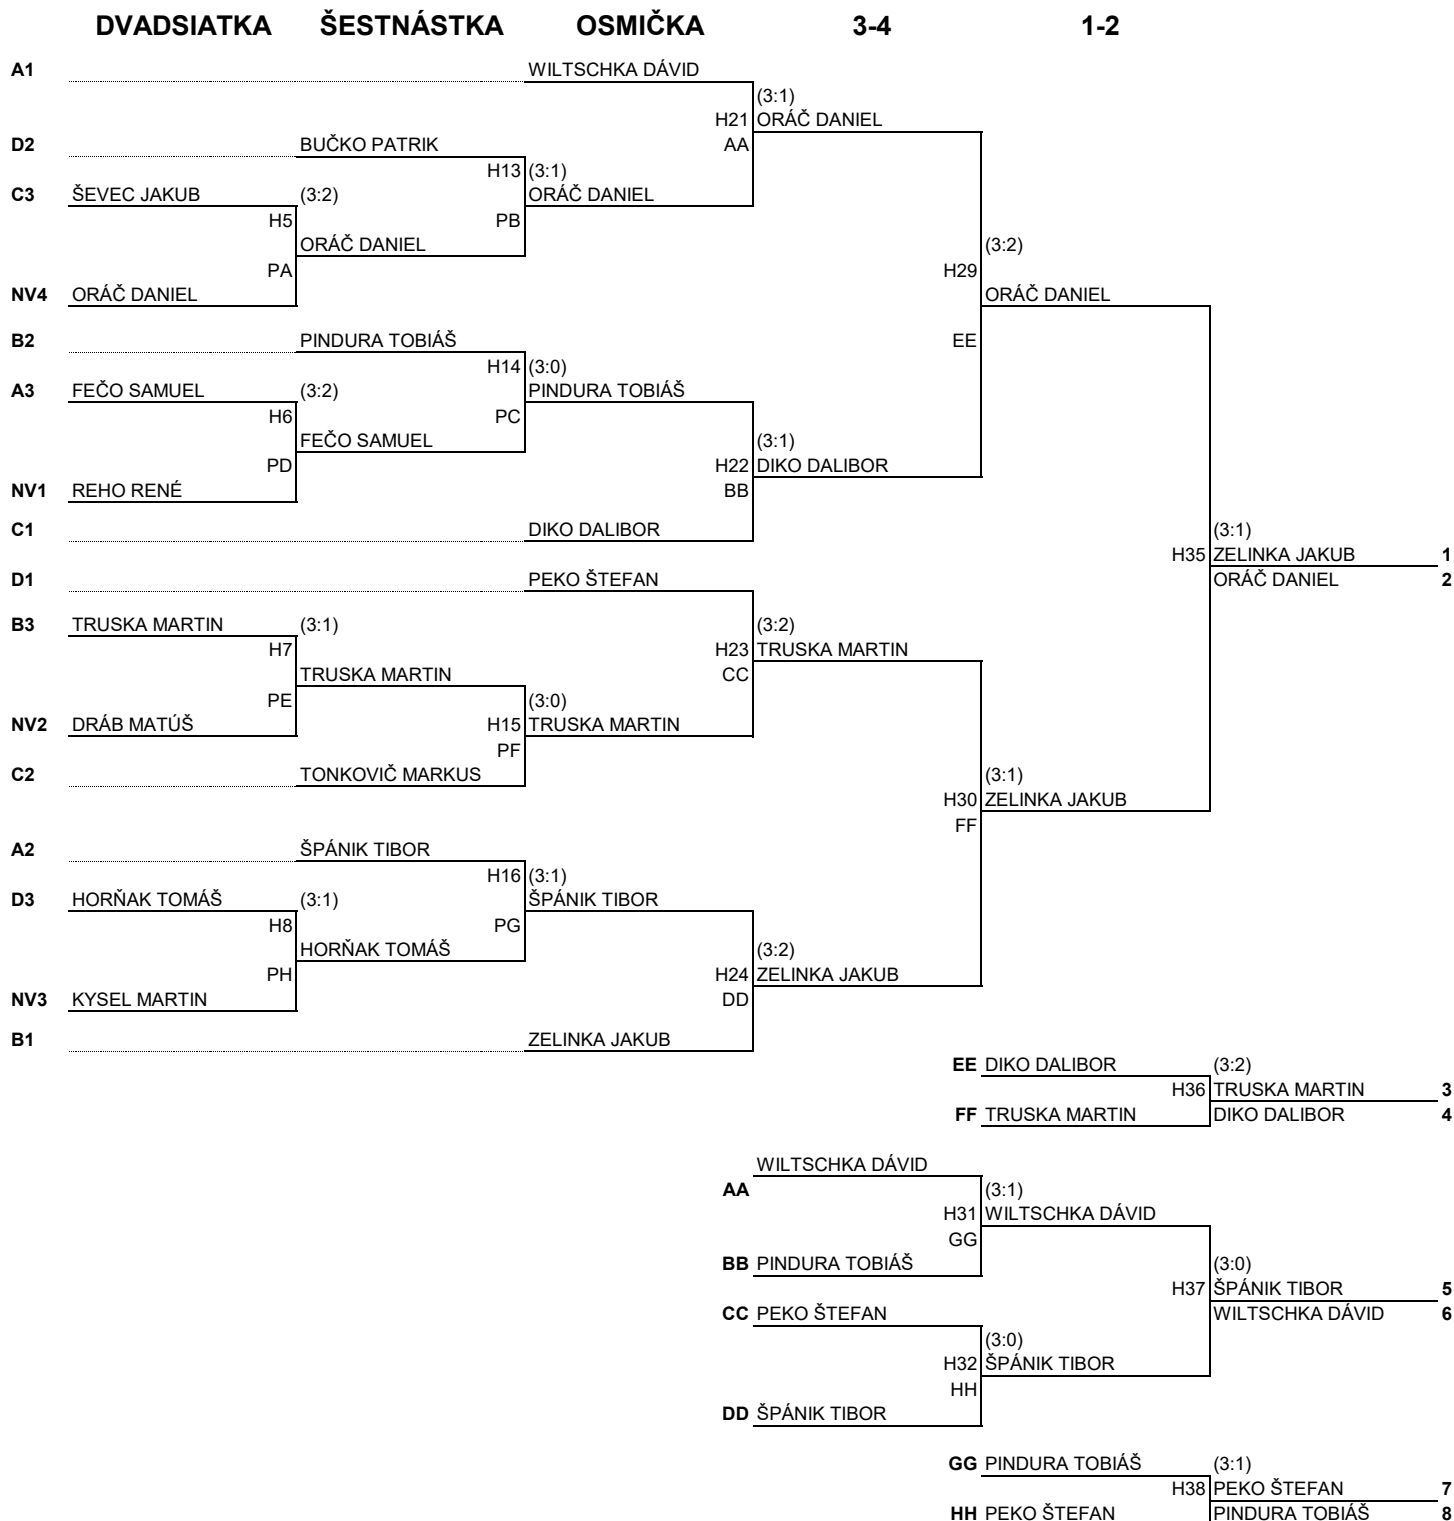 DVADSIATKA ŠESTNÁSTKA OSMIČKA 3-4 1-2
A1 WILTSCHKA DÁVID
(3:1)
H21 ORÁČ DANIEL
D2 BUČKO PATRIK AA
H13 (3:1)
C3 ŠEVEC JAKUB (3:2) ORÁČ DANIEL
H5 PB
ORÁČ DANIEL (3:2)
PA H29
NV4 ORÁČ DANIEL ORÁČ DANIEL
B2 PINDURA TOBIÁŠ EE
H14 (3:0)
A3 FEČO SAMUEL (3:2) PINDURA TOBIÁŠ
H6 PC
FEČO SAMUEL (3:1)
PD H22 DIKO DALIBOR
NV1 REHO RENÉ BB
C1 DIKO DALIBOR (3:1)
H35 ZELINKA JAKUB 1
D1 PEKO ŠTEFAN ORÁČ DANIEL 2
B3 TRUSKA MARTIN (3:1) (3:2)
H7 H23 TRUSKA MARTIN
TRUSKA MARTIN CC
PE (3:0)
NV2 DRÁB MATÚŠ H15 TRUSKA MARTIN
PF
C2 TONKOVIČ MARKUS (3:1)
H30 ZELINKA JAKUB
FF
A2 ŠPÁNIK TIBOR
H16 (3:1)
D3 HORŇAK TOMÁŠ (3:1) ŠPÁNIK TIBOR
H8 PG
HORŇAK TOMÁŠ (3:2)
PH H24 ZELINKA JAKUB
NV3 KYSEL MARTIN DD
B1 ZELINKA JAKUB
EE DIKO DALIBOR (3:2)
H36 TRUSKA MARTIN 3
FF TRUSKA MARTIN DIKO DALIBOR 4
WILTSCHKA DÁVID
AA (3:1)
H31 WILTSCHKA DÁVID
GG
BB PINDURA TOBIÁŠ (3:0)
H37 ŠPÁNIK TIBOR 5
CC PEKO ŠTEFAN WILTSCHKA DÁVID 6
(3:0)
H32 ŠPÁNIK TIBOR
HH
DD ŠPÁNIK TIBOR
GG PINDURA TOBIÁŠ (3:1)
H38 PEKO ŠTEFAN 7
HH PEKO ŠTEFAN PINDURA TOBIÁŠ 8